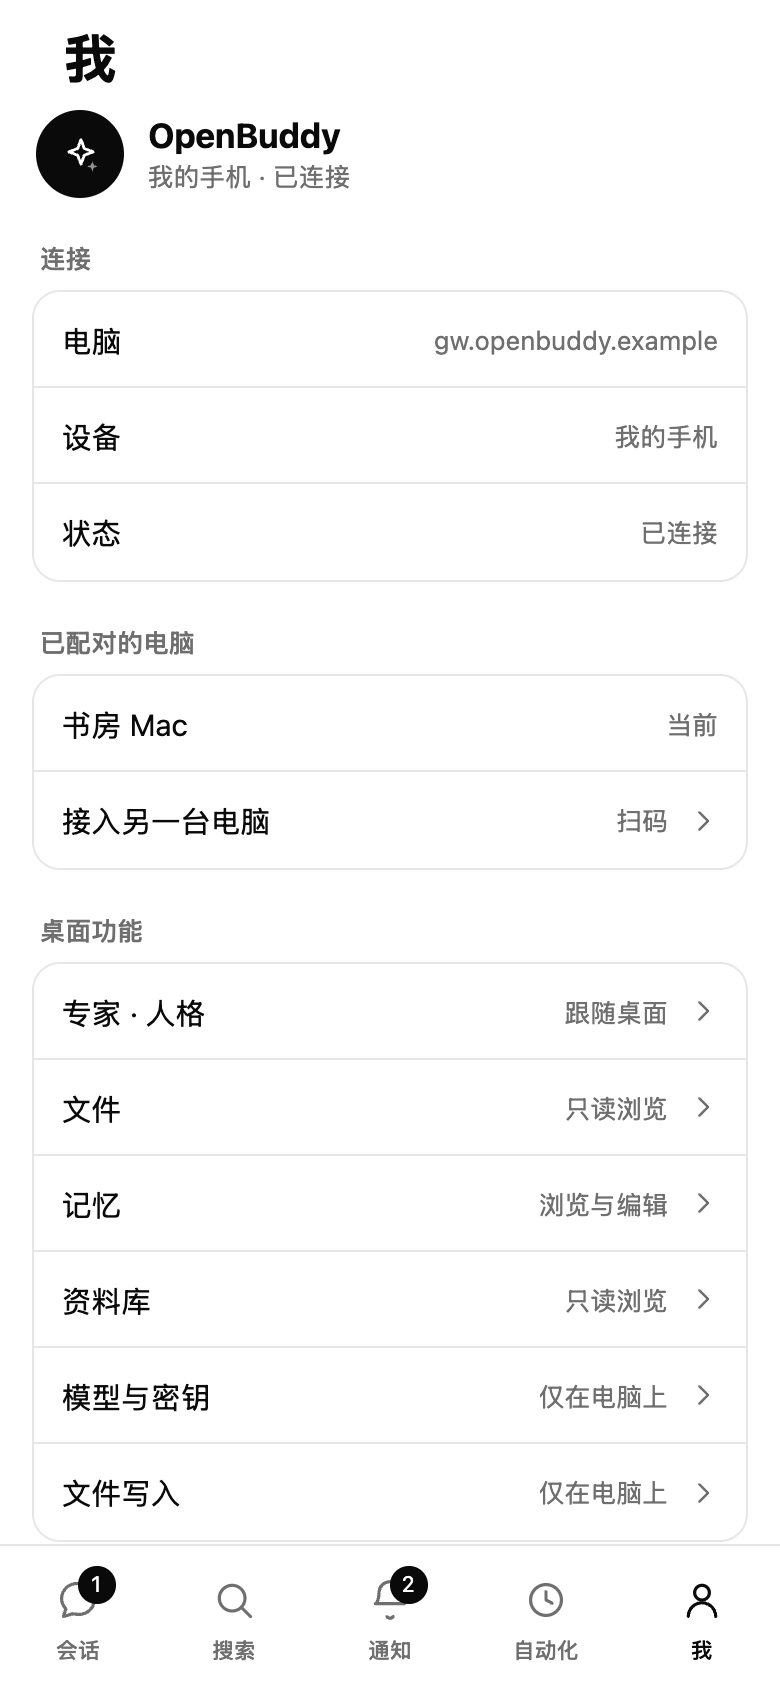 我
OpenBuddy
我的手机 · 已连接
连接
电脑 gw.openbuddy.example
设备 我的手机
状态 已连接
已配对的电脑
书房 Mac 当前
接入另一台电脑 扫码
桌面功能
专家 · 人格 跟随桌面
文件 只读浏览
记忆 浏览与编辑
资料库 只读浏览
模型与密钥 仅在电脑上
文件写入 仅在电脑上
1 2
会话 搜索 通知 自动化 我